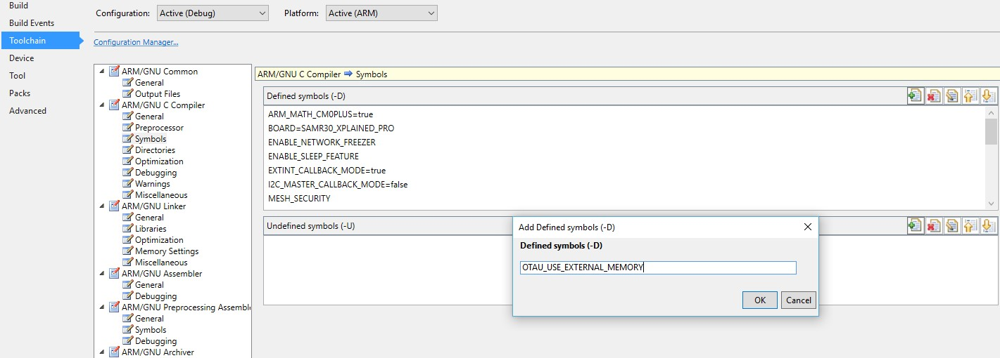 Build
Build Events
Toolchain
Device
Tool
Packs
Advanced
Configuration: Active (Debug) Platform: Active (ARM)
Configuration Manager...
ARM/GNU Common
General
Output Files
ARM/GNU C Compiler
General
Preprocessor
Symbols
Directories
Optimization
Debugging
Warnings
Miscellaneous
ARM/GNU Linker
General
Libraries
Optimization
Memory Settings
Miscellaneous
ARM/GNU Assembler
General
Debugging
ARM/GNU Preprocessing Assemble
General
Symbols
Debugging
ARM/GNU Archiver
ARM/GNU C Compiler Symbols
Defined symbols (-D)
ARM_MATH_CM0PLUS=true
BOARD=SAMR30_XPLAINED_PRO
ENABLE_NETWORK_FREEZER
ENABLE_SLEEP_FEATURE
EXTINT_CALLBACK_MODE=true
I2C_MASTER_CALLBACK_MODE=false
MESH_SECURITY
Undefined symbols (-U)
Add Defined symbols (-D)
Defined symbols (-D)
OTAU_USE_EXTERNAL_MEMORY
OK Cancel